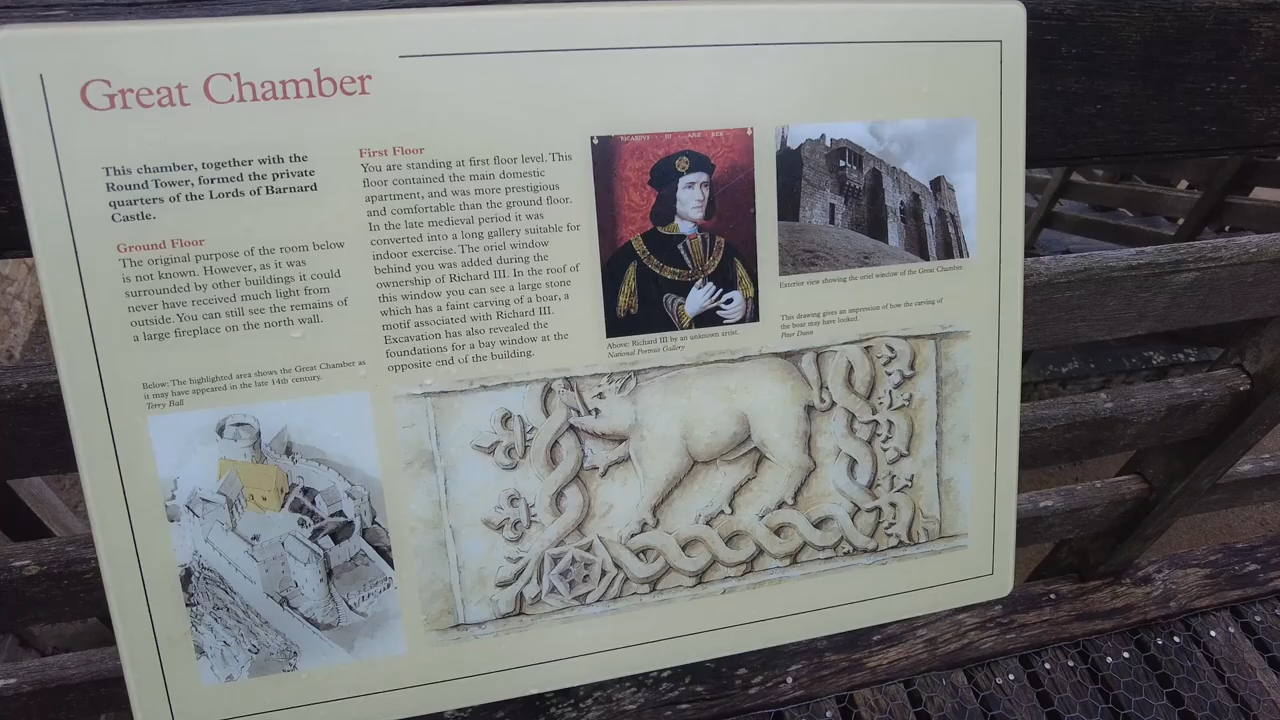 Great Chamber
This chamber, together with the
Round Tower, formed the private
quarters of the Lords of Barnard
Castle.
Ground Floor
The original purpose of the room below
is not known. However, as it was
surrounded by other buildings it could
never have received much light from
outside. You can still see the remains of
a large fireplace on the north wall.
Below: The highlighted area shows the Great Chamber as
it may have appeared in the late 14th century.
Terry Ball
First Floor
You are standing at first floor level. This
floor contained the main domestic
apartment, and was more prestigious
and comfortable than the ground floor.
In the late medieval period it was
converted into a long gallery suitable for
indoor exercise. The oriel window
behind you was added during the
ownership of Richard III. In the roof of
this window you can see a large stone
which has a faint carving of a boar, a
motif associated with Richard III.
Excavation has also revealed the
foundations for a bay window at the
opposite end of the building.
RICARDVS · III · ANG · REX
Above: Richard III by an unknown artist.
National Portrait Gallery
Exterior view showing the oriel window of the Great Chamber.
This drawing gives an impression of how the carving of
the boar may have looked.
Peter Dunn